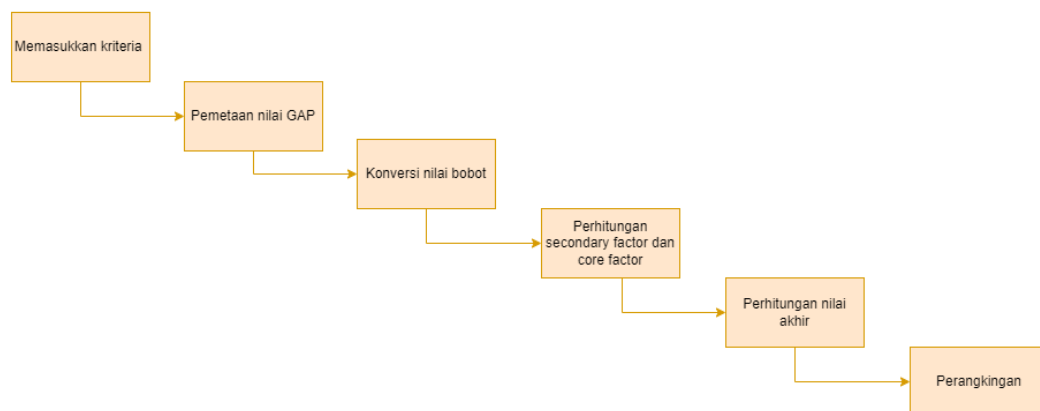 Memasukkan kriteria
Pemetaan nilai GAP
Konversi nilai bobot
Perhitungan
secondary factor dan
core factor
Perhitungan nilai
akhir
Perangkingan